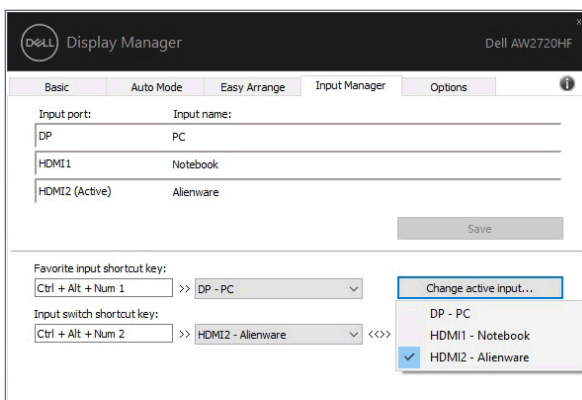 DELL Display Manager Dell AW2720HF
Basic Auto Mode Easy Arrange Input Manager Options
Input port: Input name:
DP PC
HDMI1 Notebook
HDMI2 (Active) Alienware
Save
Favorite input shortcut key:
Ctrl + Alt + Num 1 >> DP - PC Change active input...
Input switch shortcut key:
Ctrl + Alt + Num 2 >> HDMI2 - Alienware <<>>
DP - PC
HDMI1 - Notebook
HDMI2 - Alienware